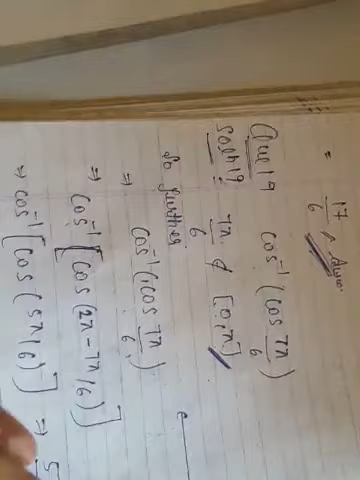 = 17/6 Ans.
Que 19 cos⁻¹(cos 7π/6)
Soln 19: 7π/6 ∉ [0,π]
So further
⇒ cos⁻¹(cos 7π/6)
⇒ cos⁻¹[cos(2π-7π/6)]
⇒ cos⁻¹[cos(5π/6)] ⇒ 5